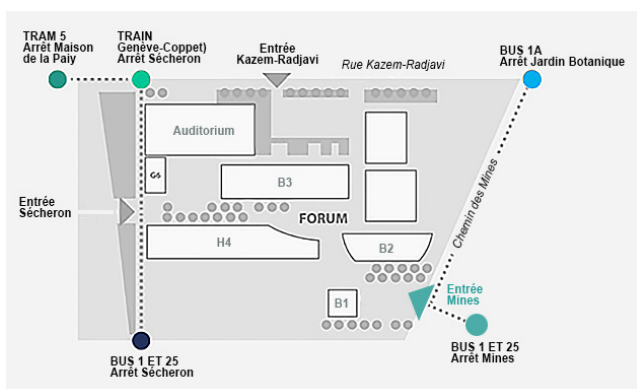 TRAM 5
Arrêt Maison
de la Paiy
TRAIN
Genève-Coppet)
Arrêt Sécheron
Entrée
Kazem-Radjavi
Rue Kazem-Radjavi
BUS 1A
Arrêt Jardin Botanique
Auditorium
G6
B3
Chemin des Mines
Entrée
Sécheron
FORUM
H4
B2
Entrée
Mines
B1
BUS 1 ET 25
Arrêt Sécheron
BUS 1 ET 25
Arrêt Mines